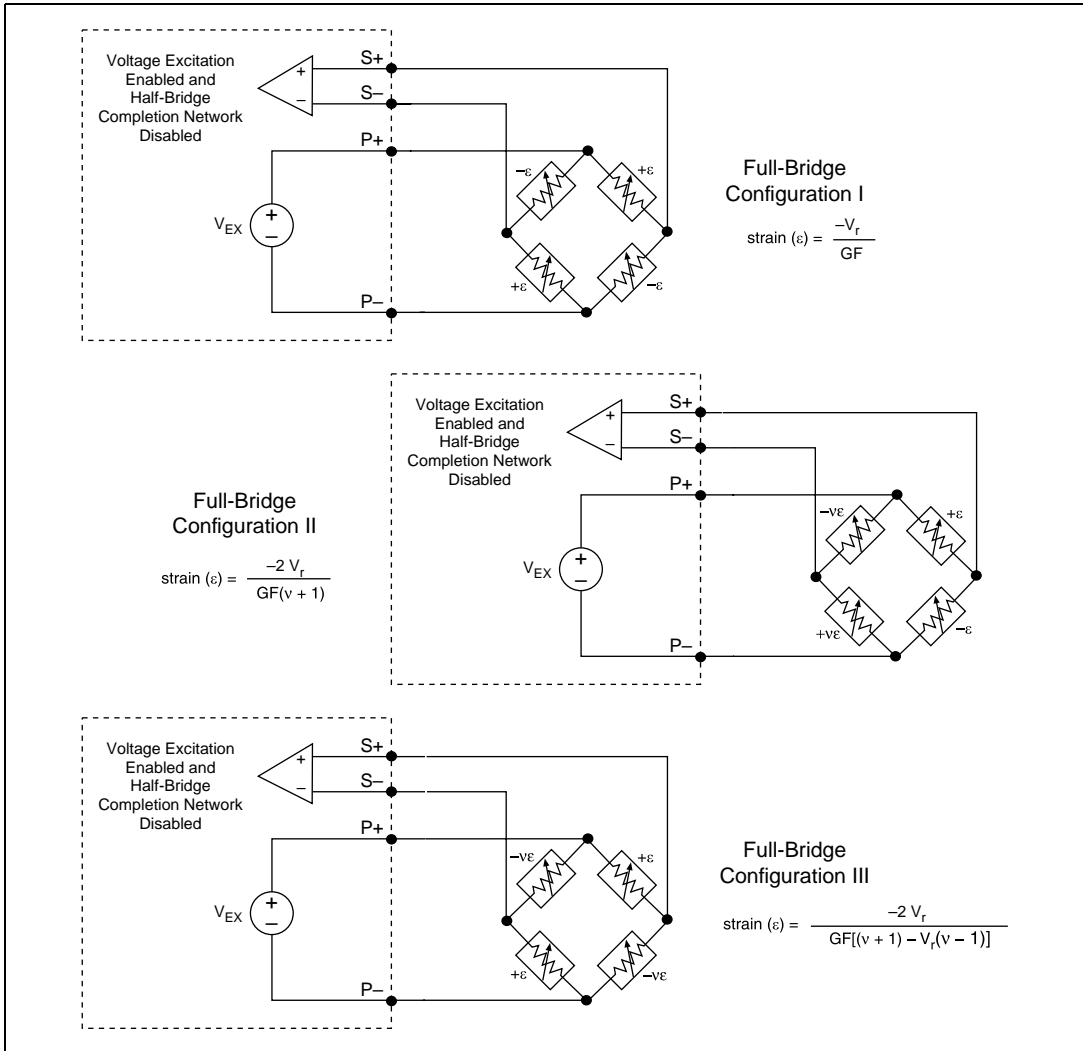 Voltage Excitation
Enabled and
Half-Bridge
Completion Network
Disabled
+
–
S+
S–
P+
V_EX
+
–
P–
–ε
+ε
+ε
–ε
Full-Bridge
Configuration I
strain (ε) = –V_r / GF
Voltage Excitation
Enabled and
Half-Bridge
Completion Network
Disabled
+
–
S+
S–
P+
V_EX
+
–
P–
–νε
+ε
+νε
–ε
Full-Bridge
Configuration II
strain (ε) = –2 V_r / GF(ν + 1)
Voltage Excitation
Enabled and
Half-Bridge
Completion Network
Disabled
+
–
S+
S–
P+
V_EX
+
–
P–
–νε
+ε
+ε
–νε
Full-Bridge
Configuration III
strain (ε) = –2 V_r / GF[(ν + 1) – V_r(ν – 1)]